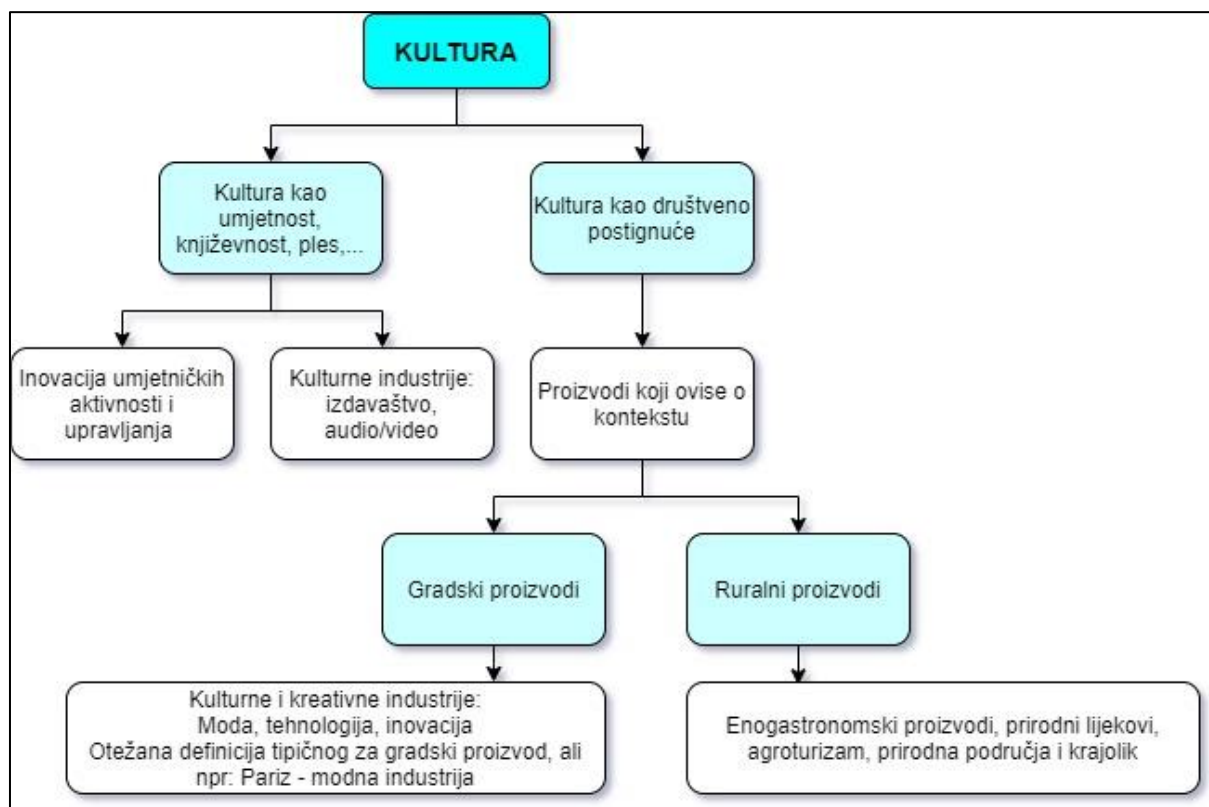 KULTURA
Kultura kao
umjetnost,
književnost, ples,...
Kultura kao društveno
postignuće
Inovacija umjetničkih
aktivnosti i
upravljanja
Kulturne industrije:
izdavaštvo,
audio/video
Proizvodi koji ovise o
kontekstu
Gradski proizvodi
Ruralni proizvodi
Kulturne i kreativne industrije:
Moda, tehnologija, inovacija
Otežana definicija tipičnog za gradski proizvod, ali
npr: Pariz - modna industrija
Enogastronomski proizvodi, prirodni lijekovi,
agroturizam, prirodna područja i krajolik